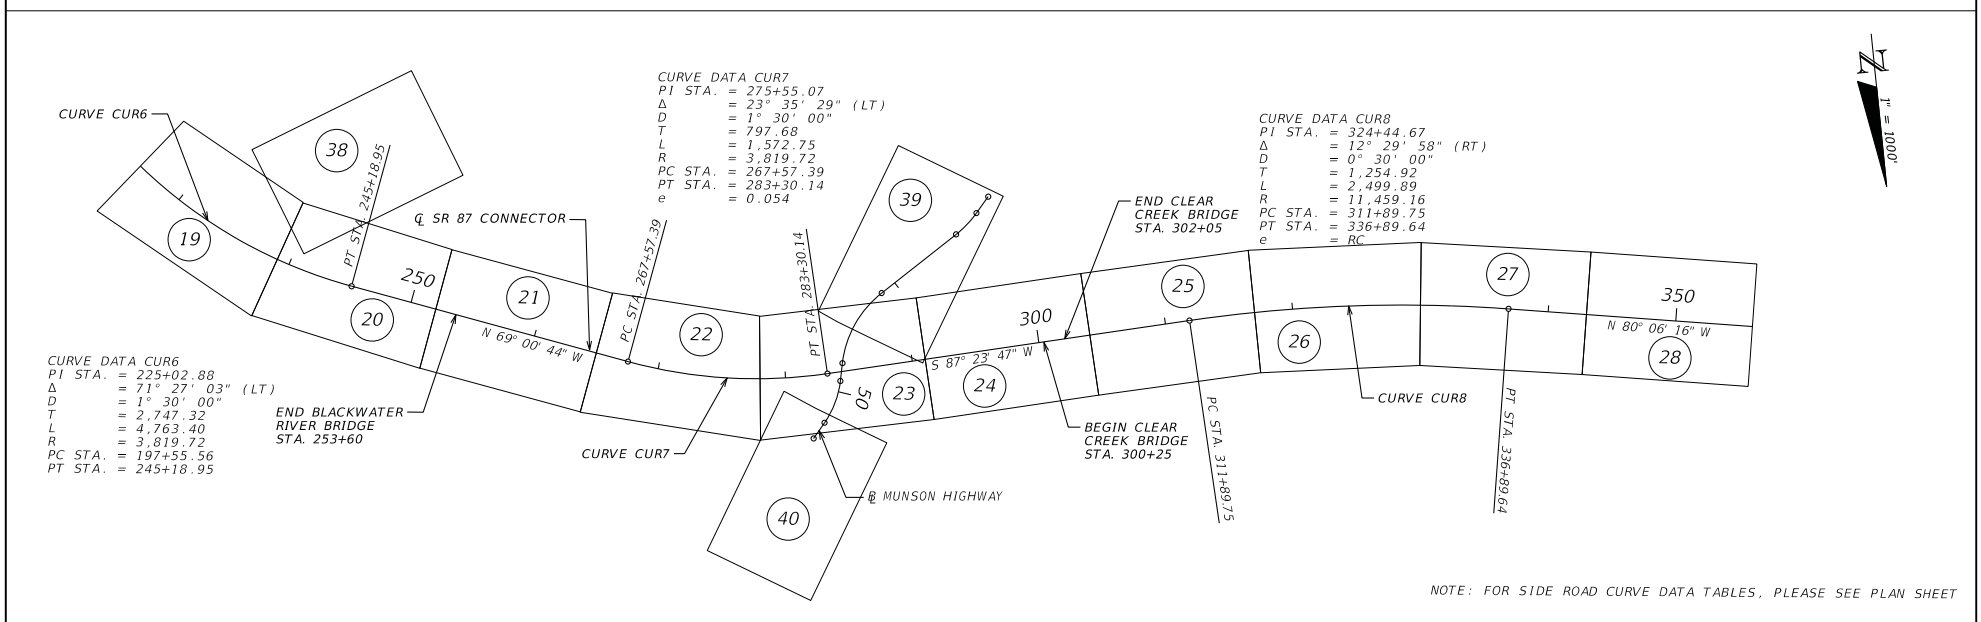 CURVE CUR6
38
19
PT STA. 245+18.95
20
250
℄ SR 87 CONNECTOR
21
N 69° 00' 44" W
CURVE DATA CUR6
PI STA. = 225+02.88
Δ = 71° 27' 03" (LT)
D = 1° 30' 00"
T = 2,747.32
L = 4,763.40
R = 3,819.72
PC STA. = 197+55.56
PT STA. = 245+18.95
END BLACKWATER
RIVER BRIDGE
STA. 253+60
CURVE DATA CUR7
PI STA. = 275+55.07
Δ = 23° 35' 29" (LT)
D = 1° 30' 00"
T = 797.68
L = 1,572.75
R = 3,819.72
PC STA. = 267+57.39
PT STA. = 283+30.14
e = 0.054
PC STA. 267+57.39
22
CURVE CUR7
PT STA. 283+30.14
39
50
23
40
⅊ MUNSON HIGHWAY
S 87° 23' 47" W
24
300
END CLEAR
CREEK BRIDGE
STA. 302+05
BEGIN CLEAR
CREEK BRIDGE
STA. 300+25
25
PC STA. 311+89.75
CURVE DATA CUR8
PI STA. = 324+44.67
Δ = 12° 29' 58" (RT)
D = 0° 30' 00"
T = 1,254.92
L = 2,499.89
R = 11,459.16
PC STA. = 311+89.75
PT STA. = 336+89.64
e = RC
26
CURVE CUR8
27
PT STA. 336+89.64
350
N 80° 06' 16" W
28
N
1" = 1000'
NOTE: FOR SIDE ROAD CURVE DATA TABLES, PLEASE SEE PLAN SHEET